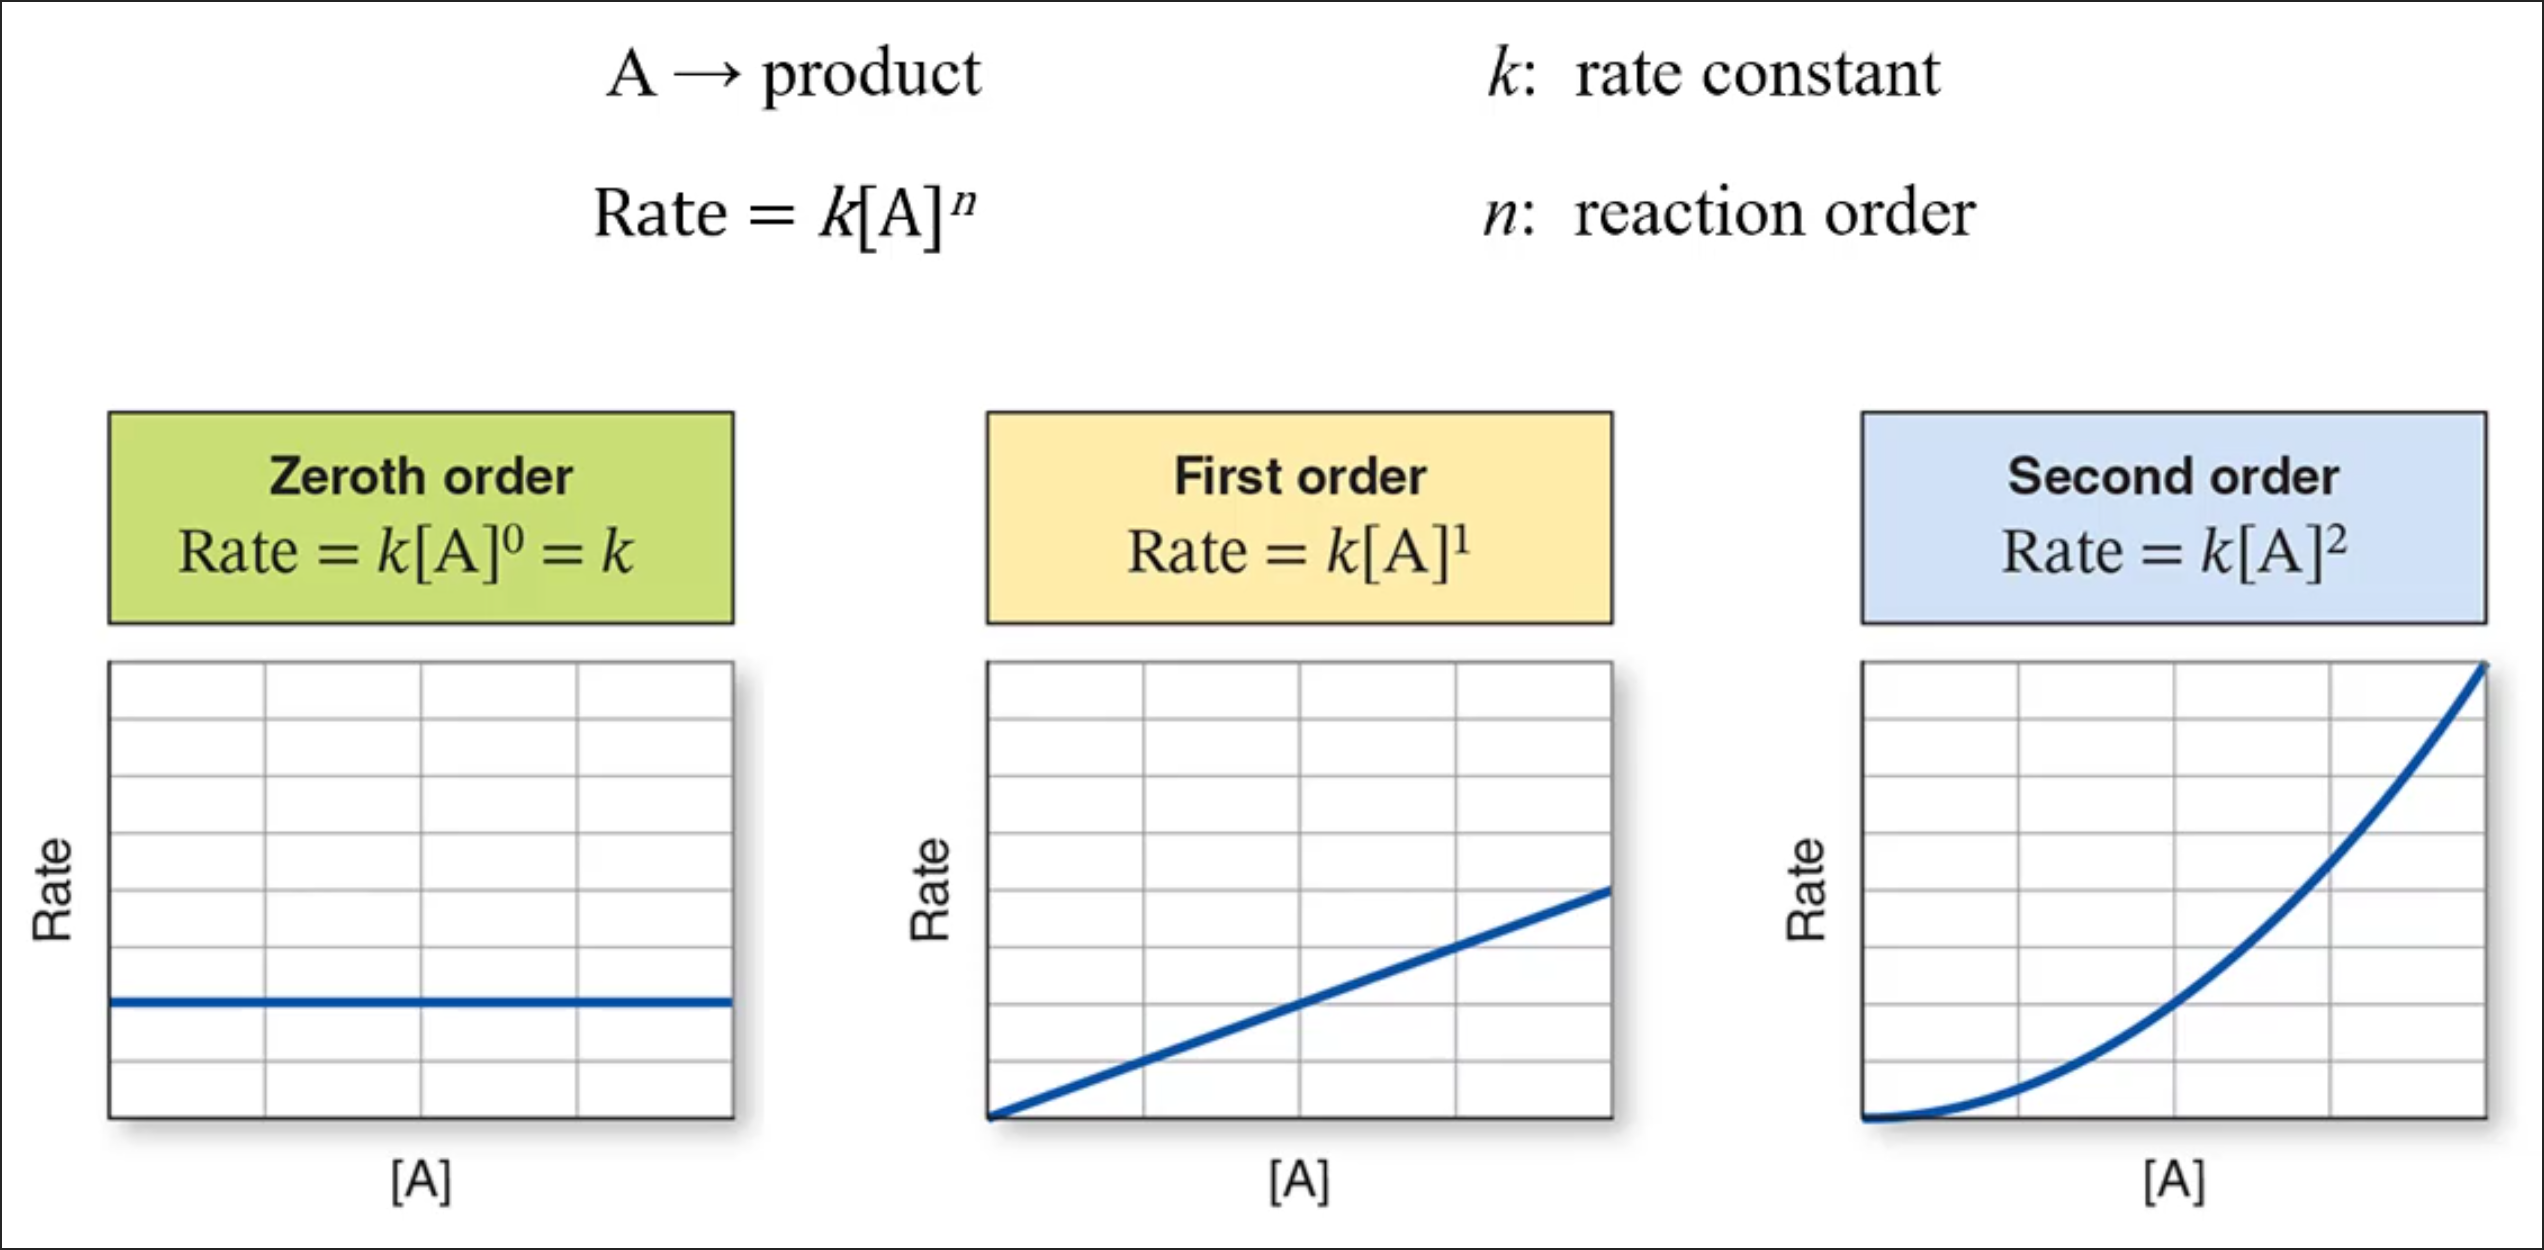 A → product
k: rate constant
Rate = k[A]ⁿ
n: reaction order
Zeroth order
Rate = k[A]⁰ = k
First order
Rate = k[A]¹
Second order
Rate = k[A]²
Rate
[A]
Rate
[A]
Rate
[A]